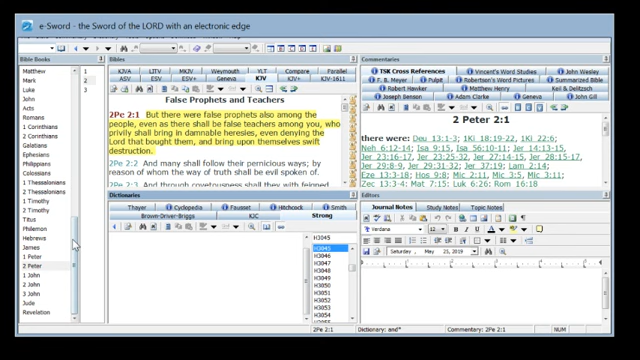 e-Sword - the Sword of the LORD with an electronic edge
Bible Books
Matthew
Mark
Luke
John
Acts
Romans
1 Corinthians
2 Corinthians
Galatians
Ephesians
Philippians
Colossians
1 Thessalonians
2 Thessalonians
1 Timothy
2 Timothy
Titus
Philemon
Hebrews
James
1 Peter
2 Peter
1 John
2 John
3 John
Jude
Revelation
1
2
3
Bibles
KJVA LITV MKJV Weymouth YLT Compare Parallel
ASV ESV ESV+ Geneva KJV KJV+ KJV-1611
False Prophets and Teachers
2Pe 2:1 But there were false prophets also among the
people, even as there shall be false teachers among you, who
privily shall bring in damnable heresies, even denying the
Lord that bought them, and bring upon themselves swift
destruction.
2Pe 2:2 And many shall follow their pernicious ways; by
reason of whom the way of truth shall be evil spoken of.
2Pe 2:3 And through covetousness shall they with feigned
Dictionaries
Thayer Cyclopedia Fausset Hitchcock Smith
Brown-Driver-Briggs KJC Strong
H3045
H3045
H3046
H3047
H3048
H3049
H3050
H3051
H3052
H3053
H3054
Commentaries
TSK Cross References Vincent's Word Studies John Wesley
F. B. Meyer Pulpit Robertson's Word Pictures Summarized Bible
Robert Hawker Matthew Henry Keil & Delitzsch
Joseph Benson Adam Clarke Geneva John Gill
2 Peter 2:1
there were: Deu 13:1-3; 1Ki 18:19-22, 1Ki 22:6;
Neh 6:12-14; Isa 9:15, Isa 56:10-11; Jer 14:13-15,
Jer 23:16-17, Jer 23:25-32, Jer 27:14-15, Jer 28:15-17,
Jer 29:8-9, Jer 29:31-32, Jer 37:19; Lam 2:14;
Eze 13:3-18; Hos 9:8; Mic 2:11, Mic 3:5, Mic 3:11;
Zec 13:3-4; Mat 7:15; Luk 6:26; Rom 16:18
Editors
Journal Notes Study Notes Topic Notes
Verdana 12
Saturday , May 25, 2019
2Pe 2:1 Dictionary: and* Commentary: 2Pe 2:1 NUM